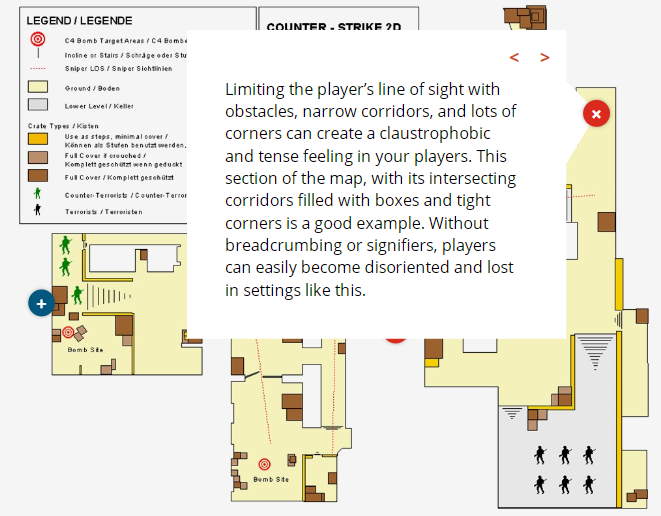 LEGEND / LEGENDE
COUNTER - STRIKE 2D
C4 Bomb Target Areas / C4 Bombe
Incline or Stairs / Schräge oder Stu
Sniper LOS / Sniper Sichtlinien
Ground / Boden
Lower Level / Keller
Crate Types / Kisten
Use as steps, minimal cover /
Können als Stufen benutzt werden,
Full Cover if crouched /
Komplett geschützt wenn geduckt
Full Cover / Komplett geschützt
Counter-Terrorists / Counter-Terror
Terrorists / Terroristen
< >
Limiting the player’s line of sight with
obstacles, narrow corridors, and lots of
corners can create a claustrophobic
and tense feeling in your players. This
section of the map, with its intersecting
corridors filled with boxes and tight
corners is a good example. Without
breadcrumbing or signifiers, players
can easily become disoriented and lost
in settings like this.
Bomb Site
Bomb Site